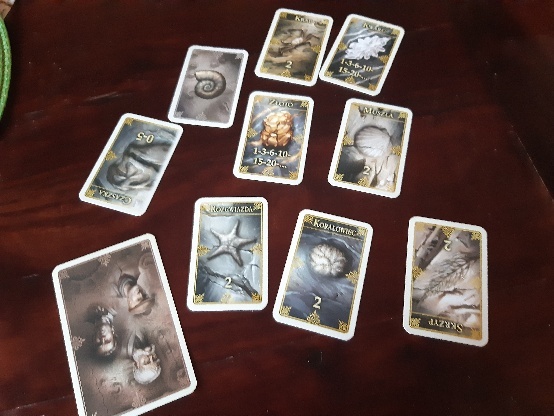 KRAB
2
1-3-6-10-
15-20-...
ZŁOTO
1-3-6-10-
15-20-...
MUSZLA
2
CZASZKA
0-5
ROZGWIAZDA
2
KORALOWIEC
2
SKRZYP
2